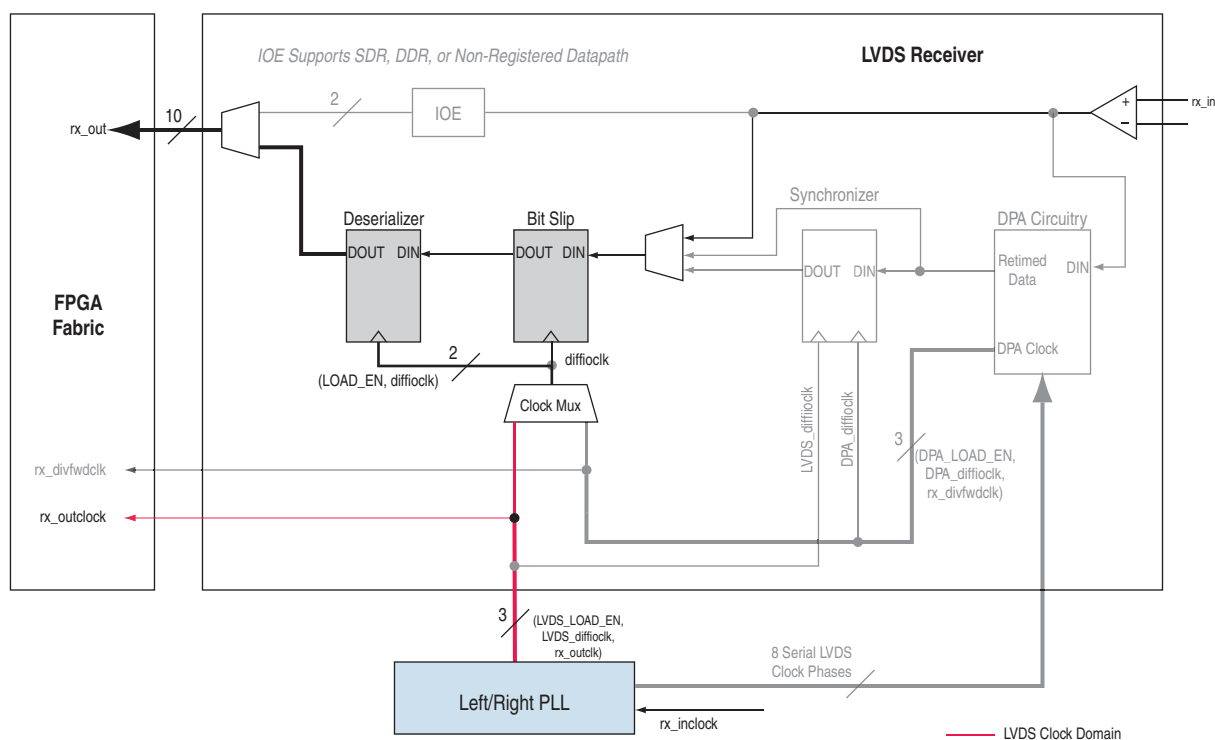 IOE Supports SDR, DDR, or Non-Registered Datapath
LVDS Receiver
2
IOE
+
–
rx_in
10
rx_out
Synchronizer
Deserializer
Bit Slip
DPA Circuitry
DOUT DIN
DOUT DIN
DOUT DIN
Retimed
Data
DIN
FPGA
Fabric
DPA Clock
2
diffioclk
(LOAD_EN, diffioclk)
Clock Mux
LVDS_diffiioclk
DPA_diffioclk
3
(DPA_LOAD_EN,
DPA_diffioclk,
rx_divfwdclk)
rx_divfwdclk
rx_outclock
3
(LVDS_LOAD_EN,
LVDS_diffioclk,
rx_outclk)
8 Serial LVDS
Clock Phases
Left/Right PLL
rx_inclock
LVDS Clock Domain